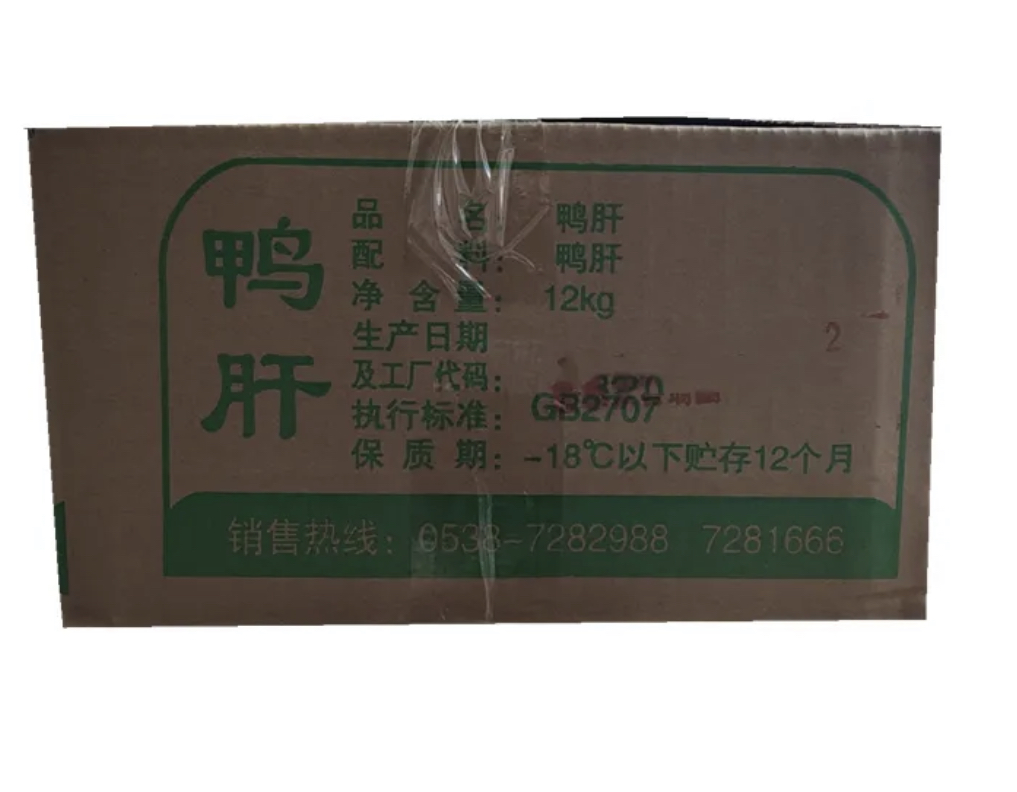 鸭肝
品名 鸭肝
配料: 鸭肝
净含量: 12kg
生产日期
及工厂代码:
执行标准: GB2707
保质期: -18℃以下贮存12个月
2
销售热线: 0538-7282988 7281666